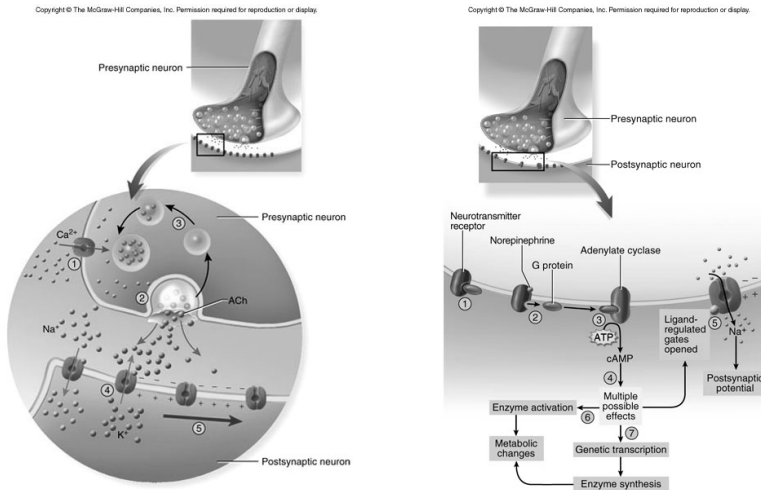 Copyright © The McGraw-Hill Companies, Inc. Permission required for reproduction or display.
Presynaptic neuron
Presynaptic neuron
Ca2+
1
2
3
ACh
Na+
4
K+
5
Postsynaptic neuron
Copyright © The McGraw-Hill Companies, Inc. Permission required for reproduction or display.
Presynaptic neuron
Postsynaptic neuron
Neurotransmitter
receptor
Norepinephrine
Adenylate cyclase
G protein
1
2
3
ATP
cAMP
4
Multiple
possible
effects
Ligand-
regulated
gates
opened
5
Na+
Postsynaptic
potential
Enzyme activation
6
7
Metabolic
changes
Genetic transcription
Enzyme synthesis